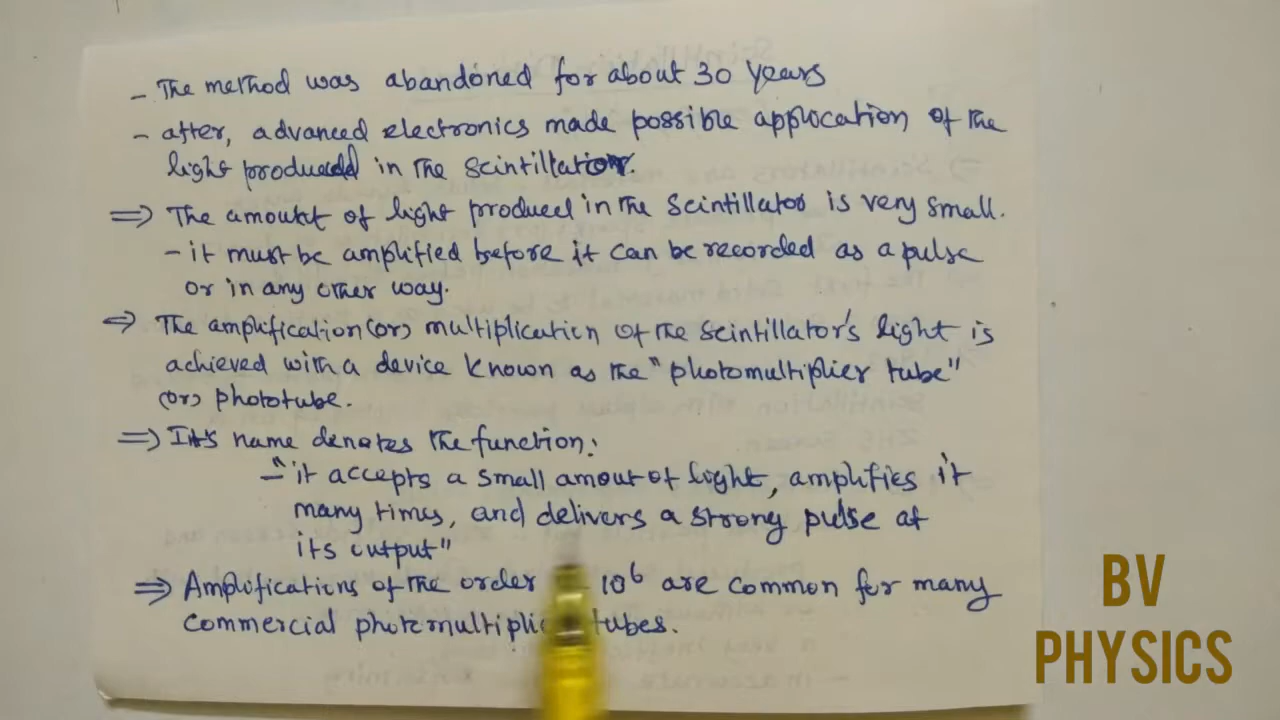 - The method was abandoned for about 30 years
- after, advanced electronics made possible applocation of the
light produced in the scintillator.
=> The amount of light produced in the scintillator is very small.
- it must be amplified before it can be recorded as a pulse
or in any other way.
=> The amplification (or) multiplication of the scintillator's light is
achieved with a device known as the "photomultiplier tube"
(or) phototube.
=> It's name denotes the function:
- "it accepts a small amout of light, amplifies it
many times, and delivers a strong pulse at
its output"
=> Amplifications of the order 10⁶ are common for many
commercial photomultiplie tubes.
BV
PHYSICS